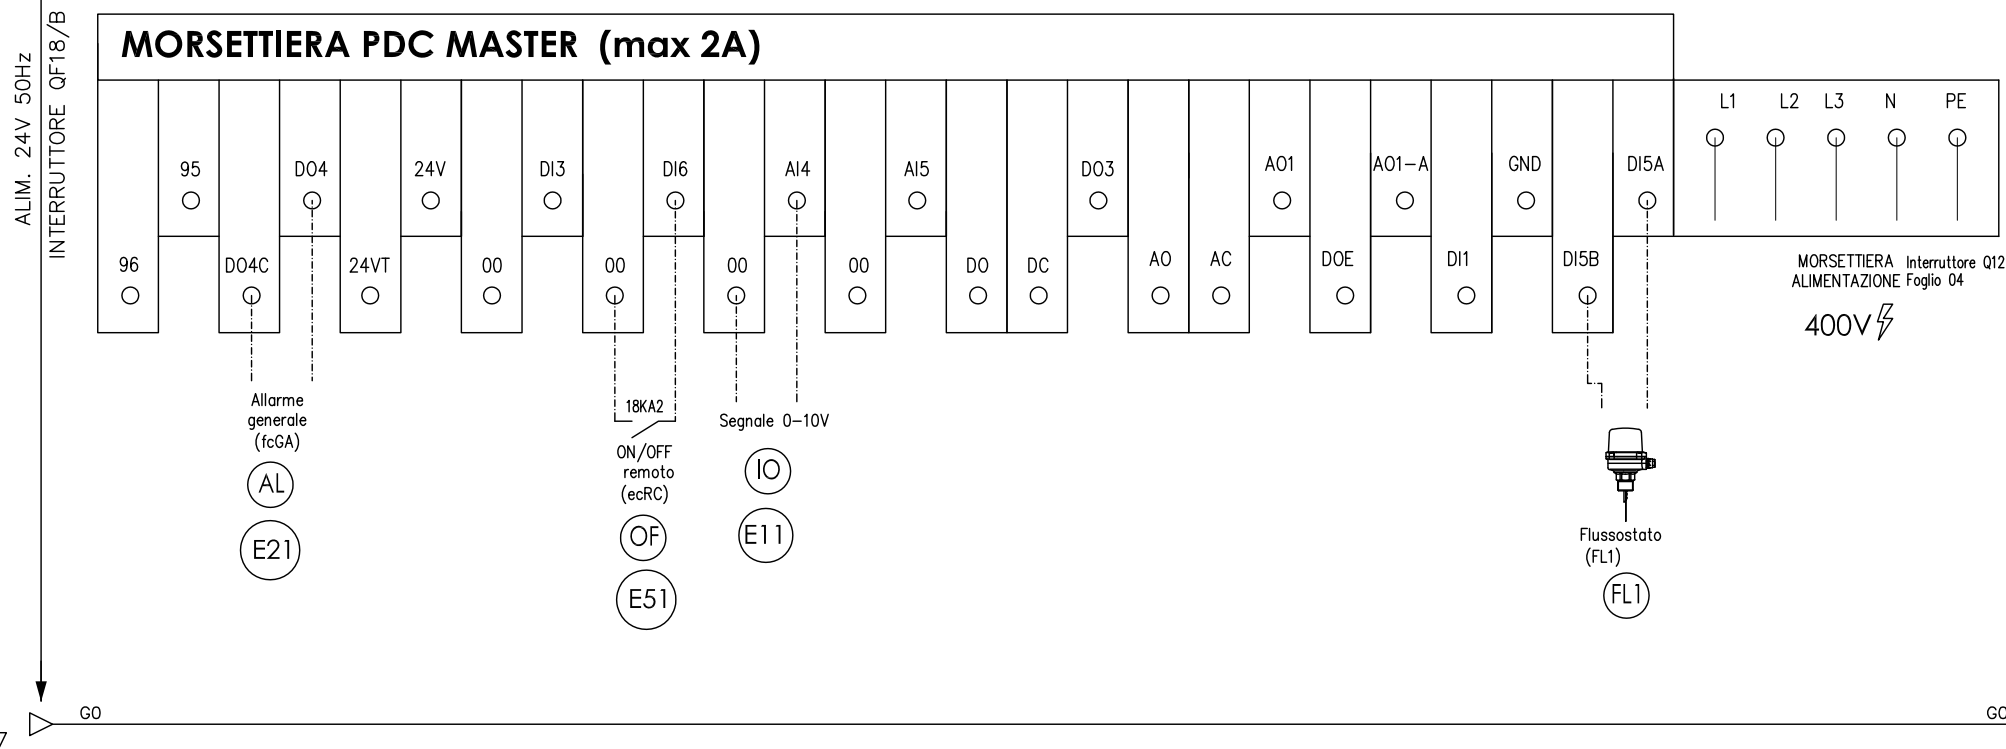 ALIM. 24V 50Hz
INTERRUTTORE QF18/B
MORSETTIERA PDC MASTER (max 2A)
L1 L2 L3 N PE
95 DO4 24V DI3 DI6 AI4 AI5 DO3 AO1 AO1-A GND DI5A
96 DO4C 24VT 00 00 00 00 DO DC AO AC DOE DI1 DI5B
MORSETTIERA Interruttore Q12
ALIMENTAZIONE Foglio 04
400V
Allarme
generale
(fcGA)
AL
E21
18KA2
ON/OFF
remoto
(ecRC)
OF
E51
Segnale 0-10V
IO
E11
Flussostato
(FL1)
FL1
G0
G0
7